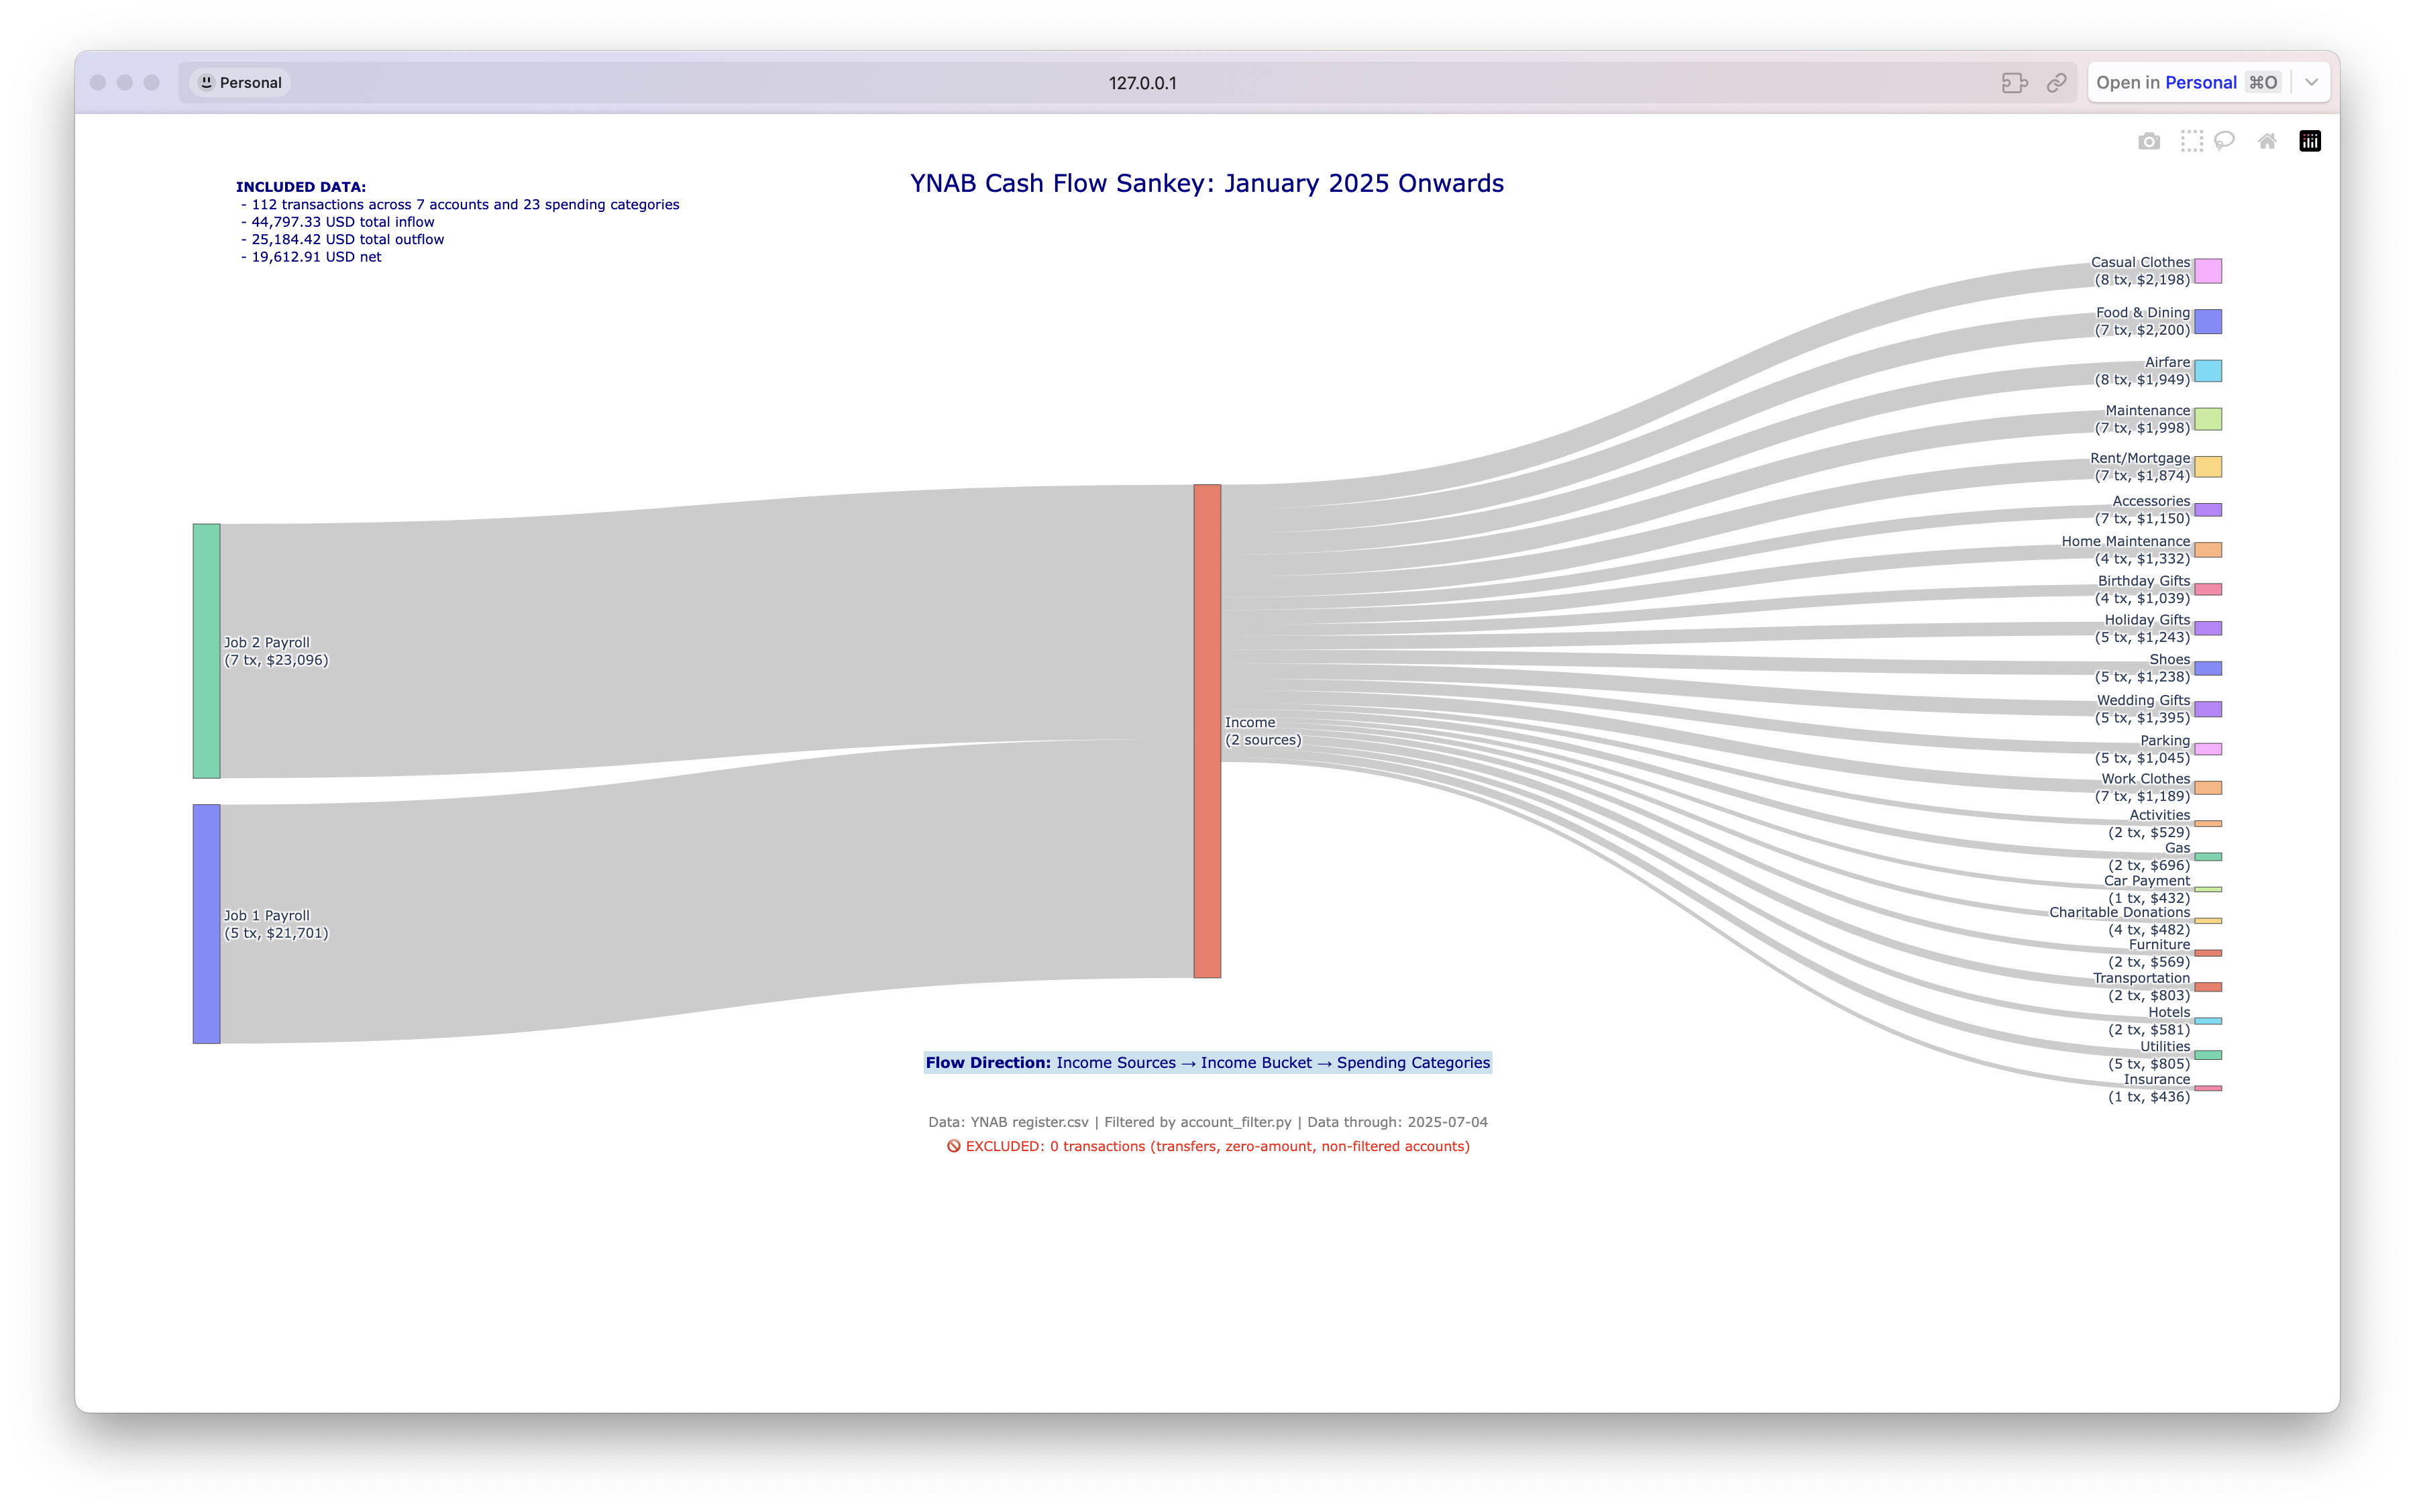 Personal
127.0.0.1
Open in Personal ⌘O
YNAB Cash Flow Sankey: January 2025 Onwards
INCLUDED DATA:
- 112 transactions across 7 accounts and 23 spending categories
- 44,797.33 USD total inflow
- 25,184.42 USD total outflow
- 19,612.91 USD net
Job 2 Payroll
(7 tx, $23,096)
Job 1 Payroll
(5 tx, $21,701)
Income
(2 sources)
Casual Clothes
(8 tx, $2,198)
Food & Dining
(7 tx, $2,200)
Airfare
(8 tx, $1,949)
Maintenance
(7 tx, $1,998)
Rent/Mortgage
(7 tx, $1,874)
Accessories
(7 tx, $1,150)
Home Maintenance
(4 tx, $1,332)
Birthday Gifts
(4 tx, $1,039)
Holiday Gifts
(5 tx, $1,243)
Shoes
(5 tx, $1,238)
Wedding Gifts
(5 tx, $1,395)
Parking
(5 tx, $1,045)
Work Clothes
(7 tx, $1,189)
Activities
(2 tx, $529)
Gas
(2 tx, $696)
Car Payment
(1 tx, $432)
Charitable Donations
(4 tx, $482)
Furniture
(2 tx, $569)
Transportation
(2 tx, $803)
Hotels
(2 tx, $581)
Utilities
(5 tx, $805)
Insurance
(1 tx, $436)
Flow Direction: Income Sources → Income Bucket → Spending Categories
Data: YNAB register.csv | Filtered by account_filter.py | Data through: 2025-07-04
🚫 EXCLUDED: 0 transactions (transfers, zero-amount, non-filtered accounts)